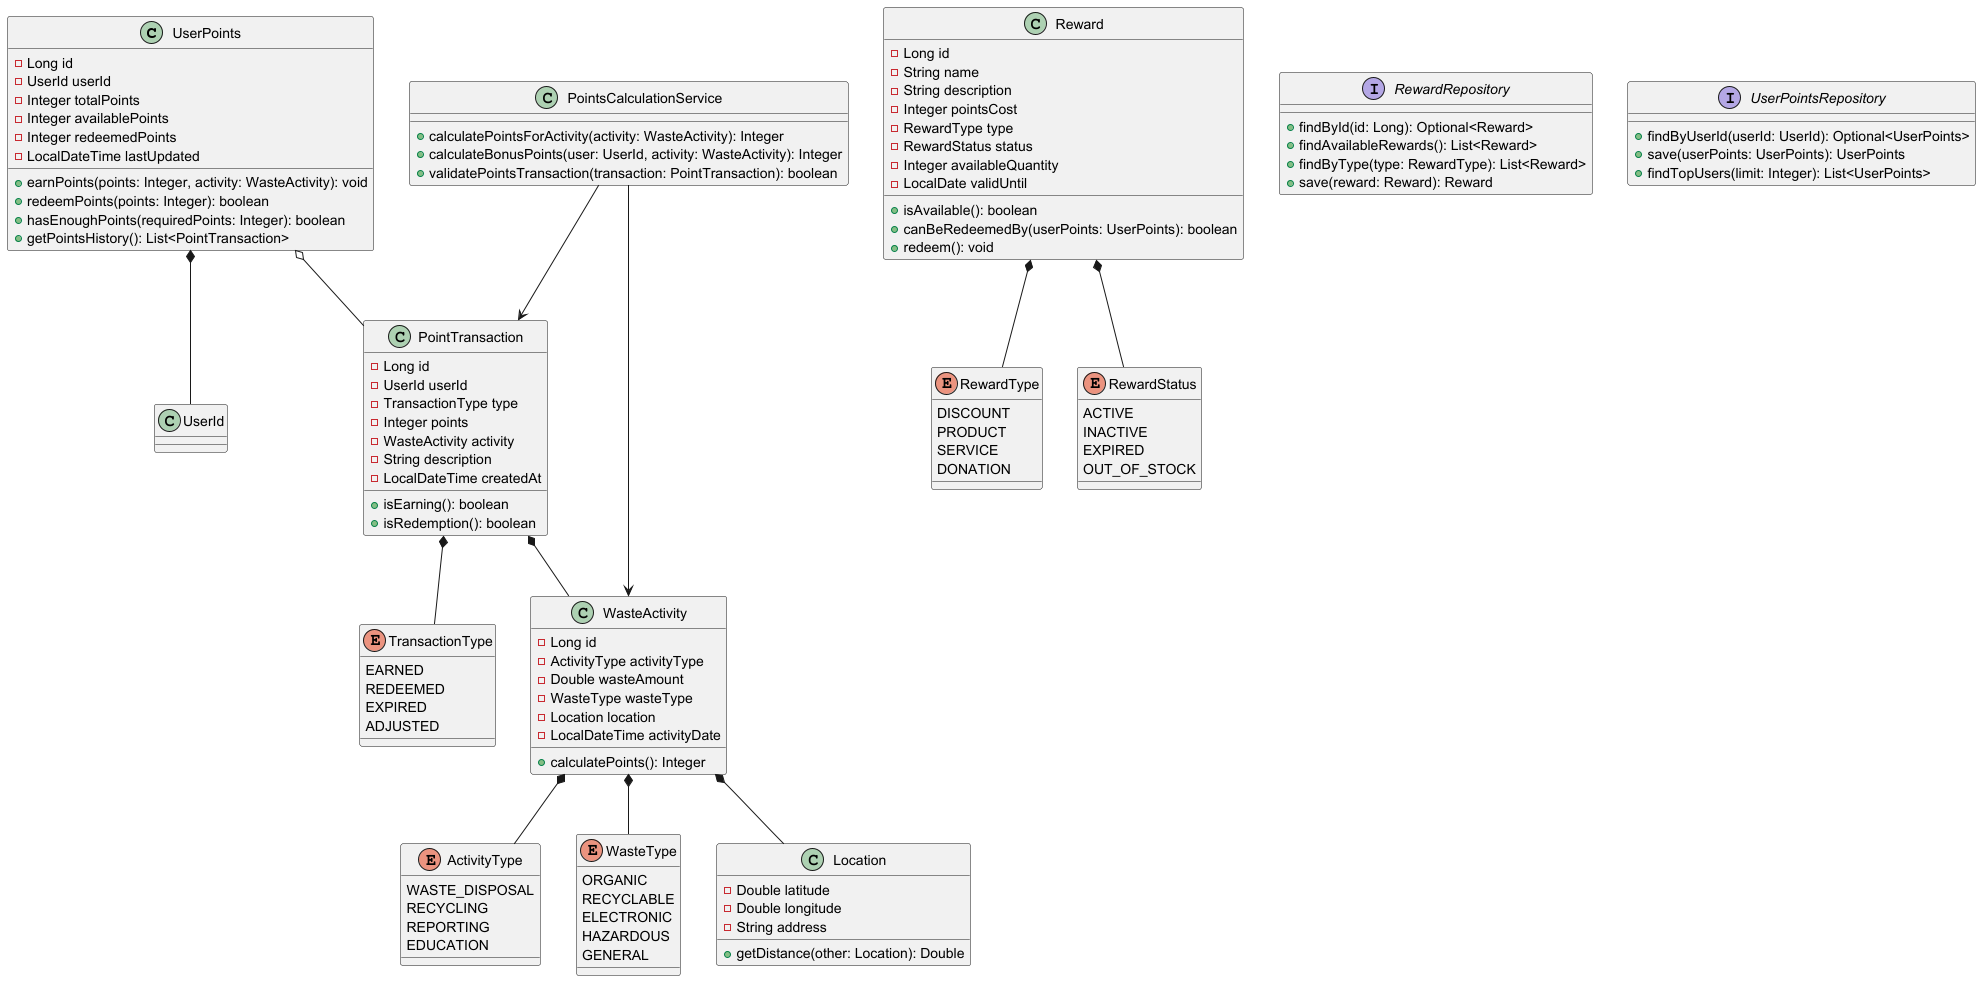 C UserPoints
Long id
UserId userId
Integer totalPoints
Integer availablePoints
Integer redeemedPoints
LocalDateTime lastUpdated
earnPoints(points: Integer, activity: WasteActivity): void
redeemPoints(points: Integer): boolean
hasEnoughPoints(requiredPoints: Integer): boolean
getPointsHistory(): List<PointTransaction>
C PointsCalculationService
calculatePointsForActivity(activity: WasteActivity): Integer
calculateBonusPoints(user: UserId, activity: WasteActivity): Integer
validatePointsTransaction(transaction: PointTransaction): boolean
C Reward
Long id
String name
String description
Integer pointsCost
RewardType type
RewardStatus status
Integer availableQuantity
LocalDate validUntil
isAvailable(): boolean
canBeRedeemedBy(userPoints: UserPoints): boolean
redeem(): void
I RewardRepository
findById(id: Long): Optional<Reward>
findAvailableRewards(): List<Reward>
findByType(type: RewardType): List<Reward>
save(reward: Reward): Reward
I UserPointsRepository
findByUserId(userId: UserId): Optional<UserPoints>
save(userPoints: UserPoints): UserPoints
findTopUsers(limit: Integer): List<UserPoints>
C UserId
C PointTransaction
Long id
UserId userId
TransactionType type
Integer points
WasteActivity activity
String description
LocalDateTime createdAt
isEarning(): boolean
isRedemption(): boolean
E RewardType
DISCOUNT
PRODUCT
SERVICE
DONATION
E RewardStatus
ACTIVE
INACTIVE
EXPIRED
OUT_OF_STOCK
E TransactionType
EARNED
REDEEMED
EXPIRED
ADJUSTED
C WasteActivity
Long id
ActivityType activityType
Double wasteAmount
WasteType wasteType
Location location
LocalDateTime activityDate
calculatePoints(): Integer
E ActivityType
WASTE_DISPOSAL
RECYCLING
REPORTING
EDUCATION
E WasteType
ORGANIC
RECYCLABLE
ELECTRONIC
HAZARDOUS
GENERAL
C Location
Double latitude
Double longitude
String address
getDistance(other: Location): Double